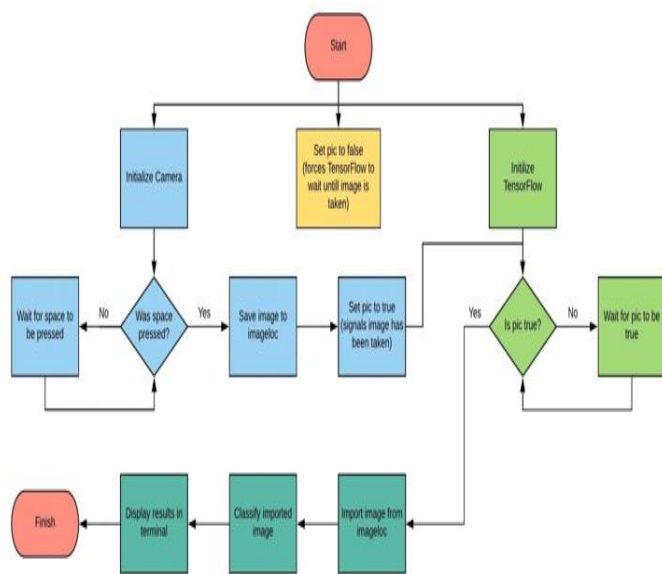 Start
Initialize Camera
Set pic to false
(forces TensorFlow to
wait untill image is
taken)
Initilize
TensorFlow
Wait for space to
be pressed
No
Was space
pressed?
Yes
Save image to
imageloc
Set pic to true
(signals image has
been taken)
Yes
Is pic true?
No
Wait for pic to be
true
Finish
Display results in
terminal
Classify imported
image
Import image from
imageloc